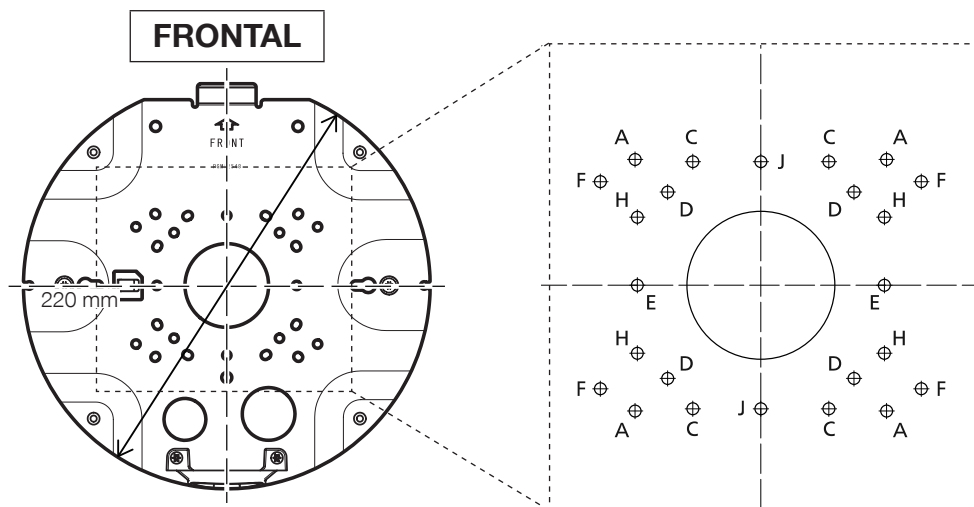 FRONTAL
FRONT
220 mm
A C C A
J
F F
H D D H
E E
H D D H
F F
J
A C C A